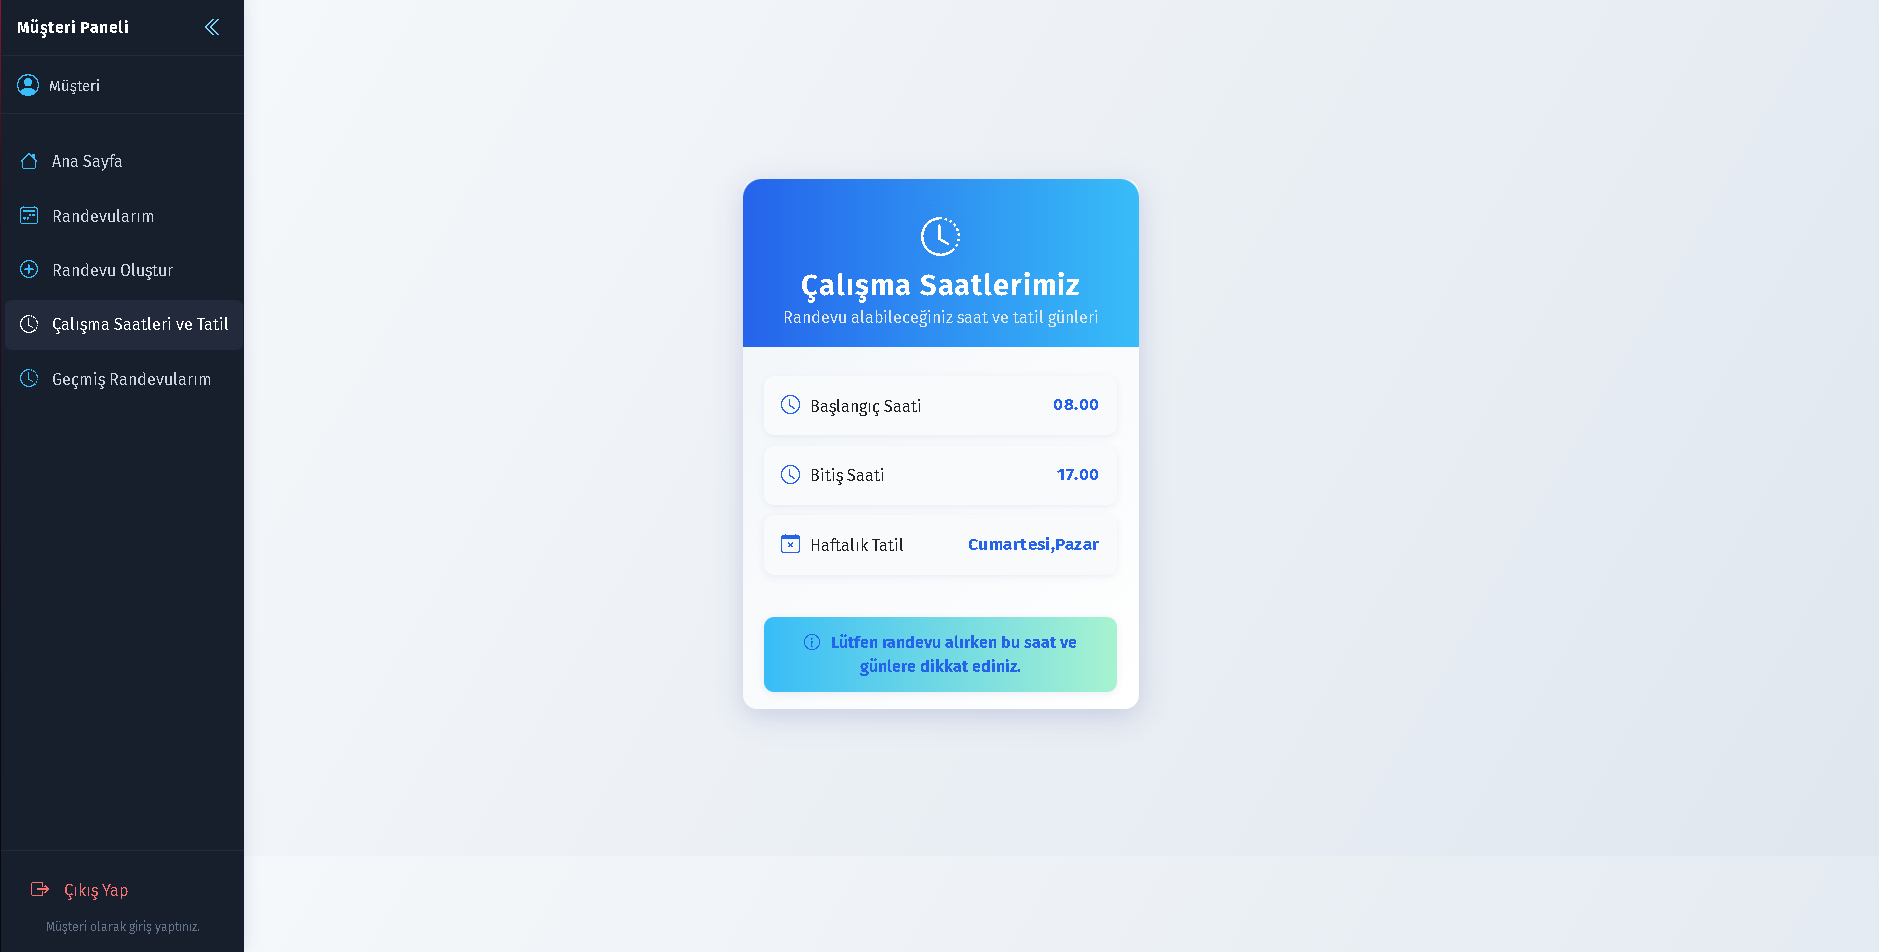 Müşteri Paneli
Müşteri
Ana Sayfa
Randevularım
Randevu Oluştur
Çalışma Saatleri ve Tatil
Geçmiş Randevularım
Çıkış Yap
Müşteri olarak giriş yaptınız.
Çalışma Saatlerimiz
Randevu alabileceğiniz saat ve tatil günleri
Başlangıç Saati 08.00
Bitiş Saati 17.00
Haftalık Tatil Cumartesi,Pazar
Lütfen randevu alırken bu saat ve
günlere dikkat ediniz.